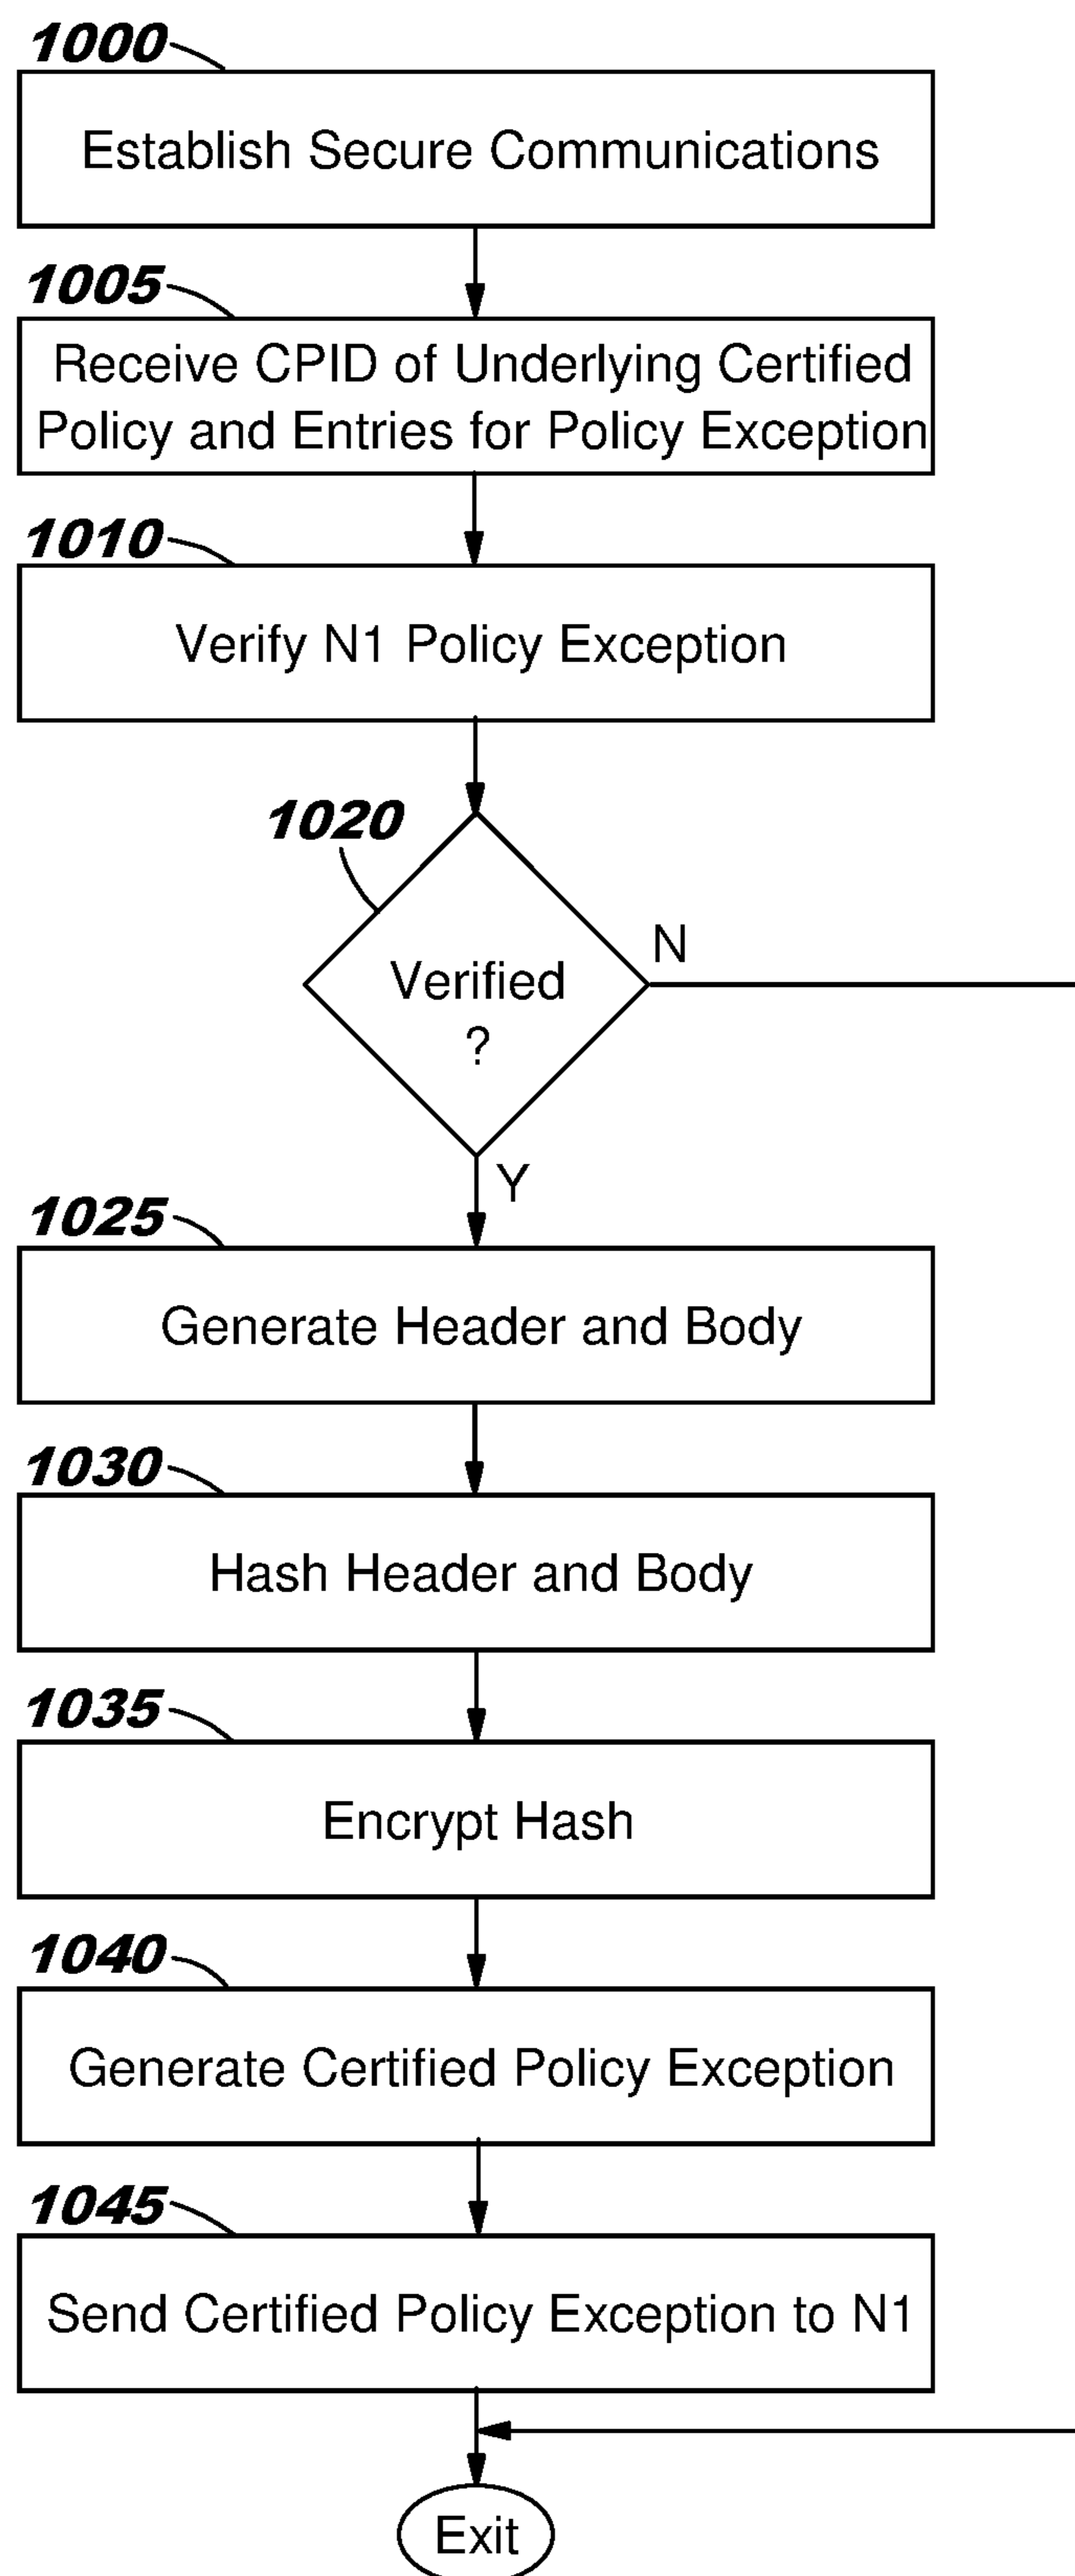 1000
Establish Secure Communications
1005
Receive CPID of Underlying Certified
Policy and Entries for Policy Exception
1010
Verify N1 Policy Exception
1020
Verified
?
N
Y
1025
Generate Header and Body
1030
Hash Header and Body
1035
Encrypt Hash
1040
Generate Certified Policy Exception
1045
Send Certified Policy Exception to N1
Exit